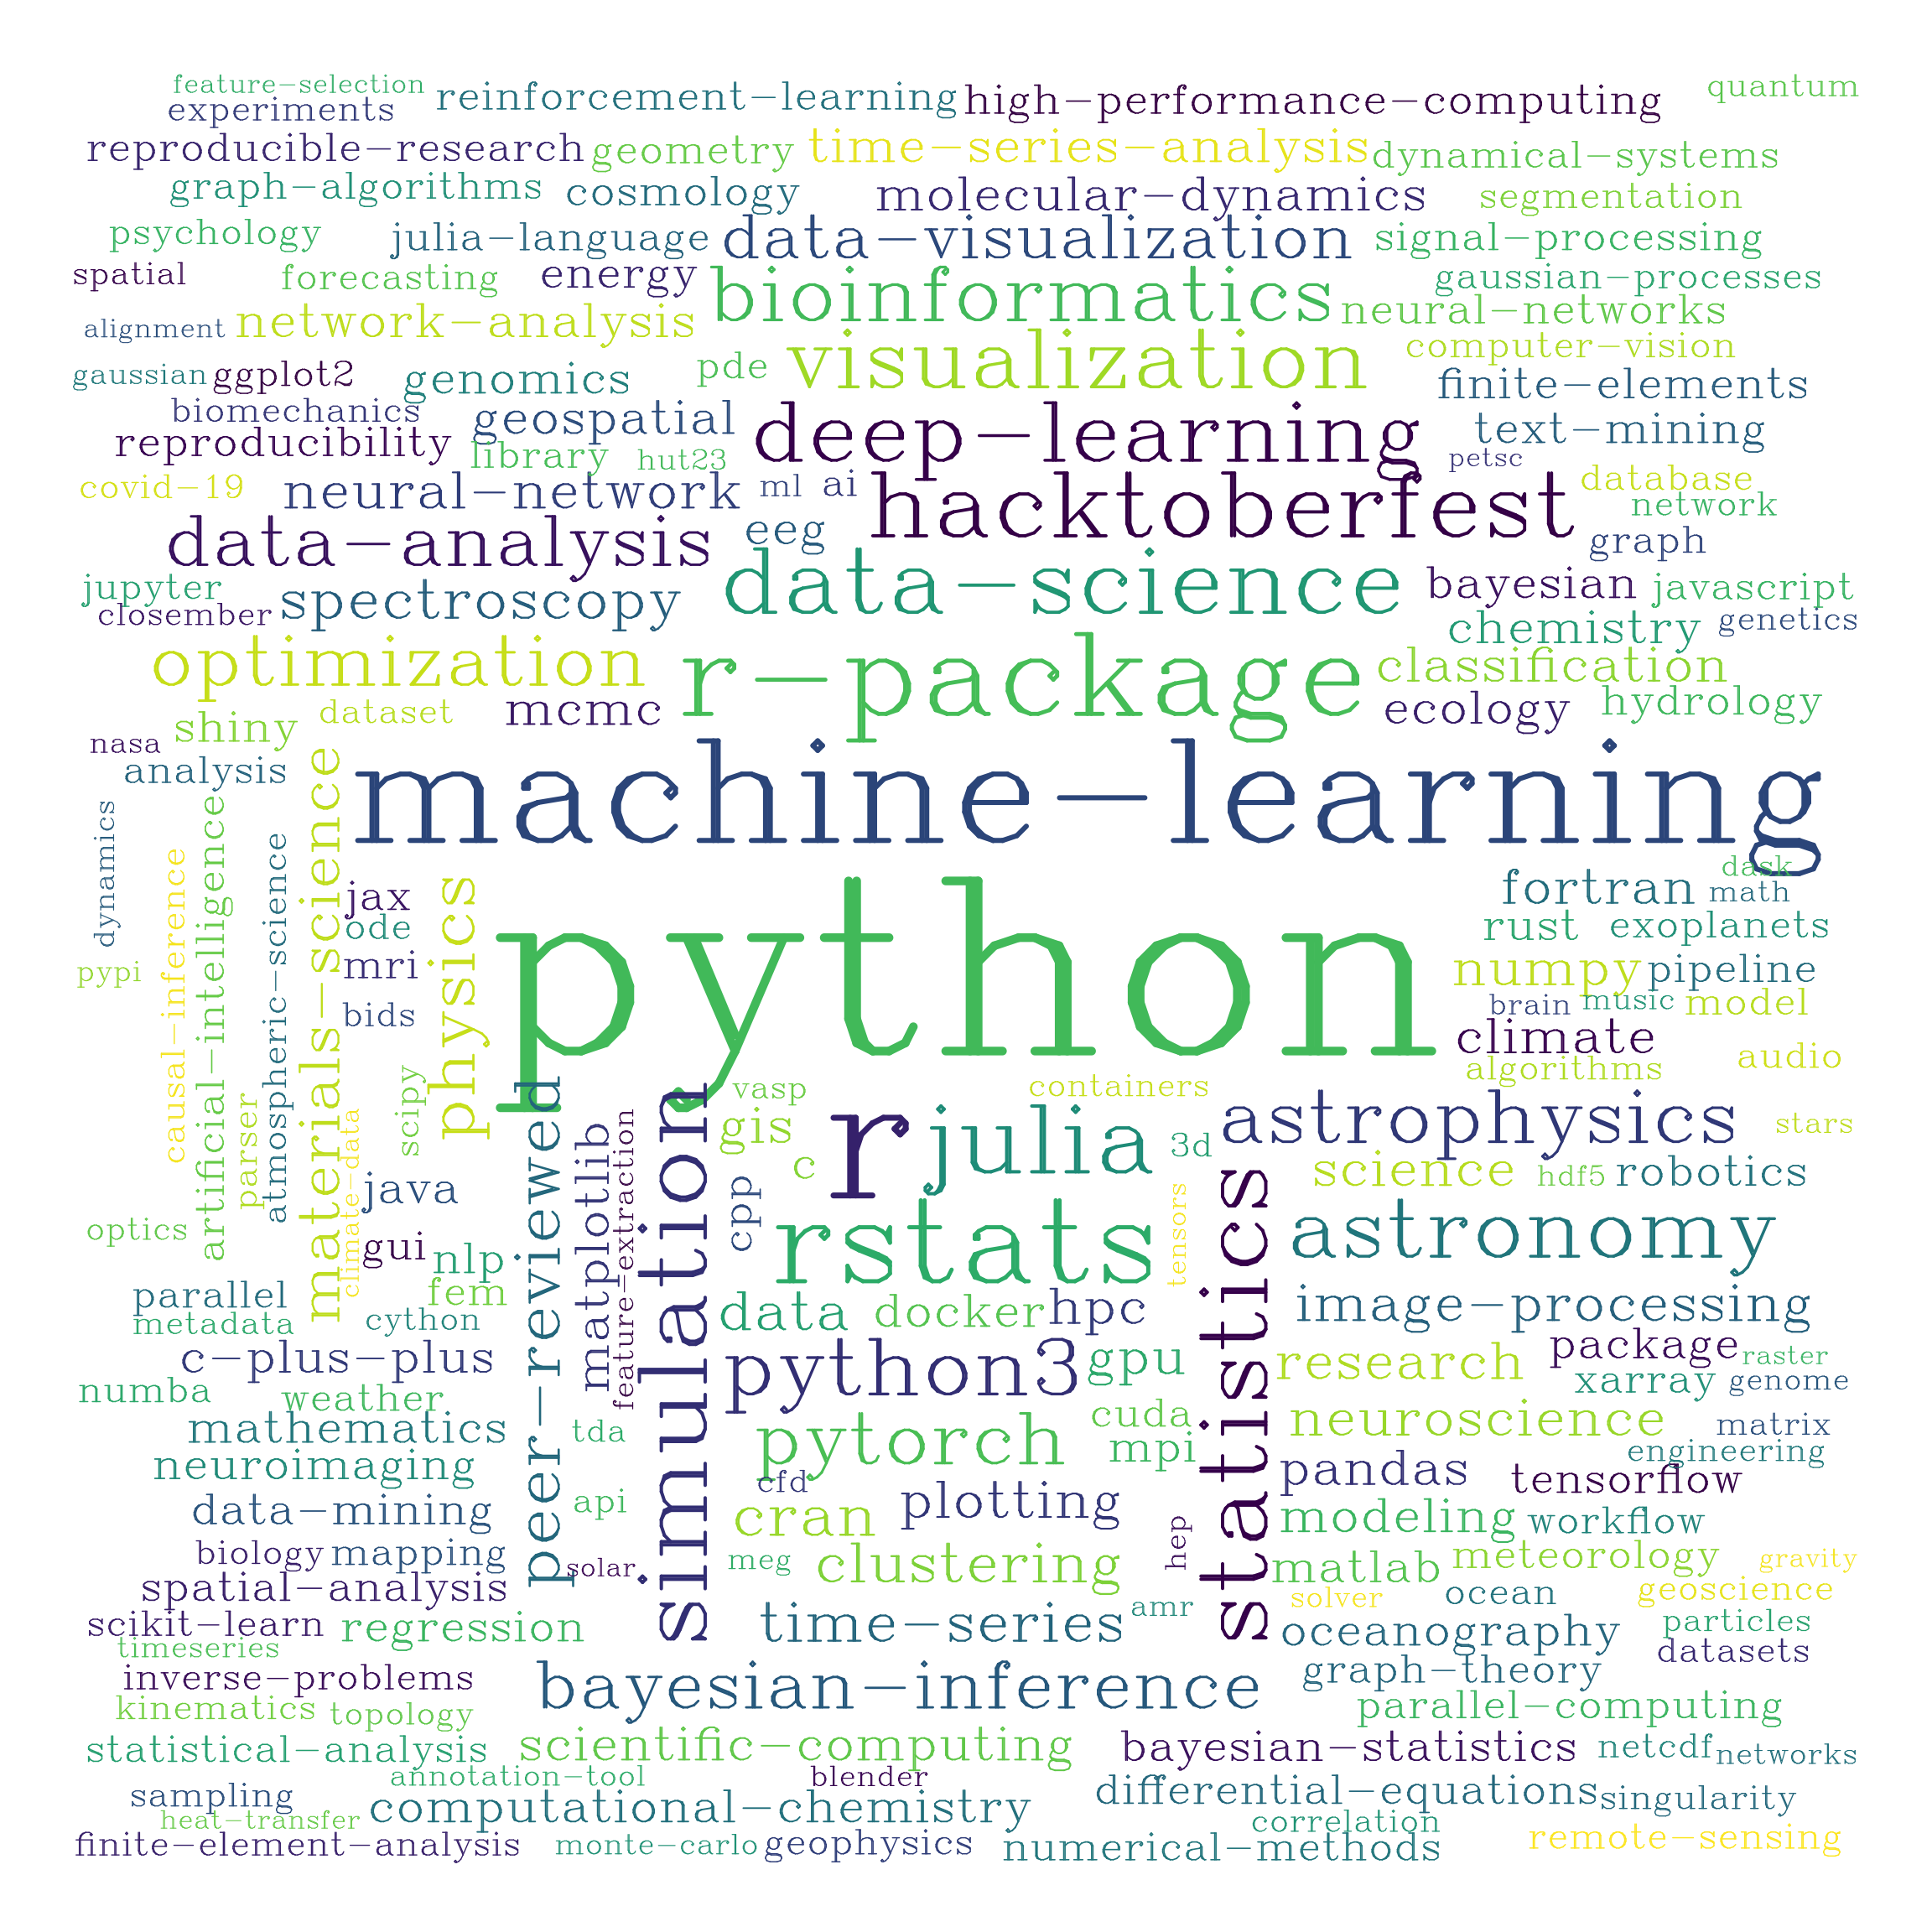 feature-selection
quantum
experiments
reinforcement-learning
high-performance-computing
reproducible-research
geometry
time-series-analysis
dynamical-systems
graph-algorithms
cosmology
molecular-dynamics
segmentation
psychology
julia-language
data-visualization
signal-processing
spatial
forecasting
energy
bioinformatics
gaussian-processes
alignment
network-analysis
neural-networks
gaussian
ggplot2
genomics
pde
visualization
computer-vision
finite-elements
biomechanics
geospatial
deep-learning
text-mining
reproducibility
library
hut23
petsc
covid-19
neural-network
ml
ai
hacktoberfest
database
network
data-analysis
eeg
graph
jupyter
closember
spectroscopy
data-science
bayesian
javascript
chemistry
genetics
optimization
r-package
classification
shiny
dataset
mcmc
ecology
hydrology
nasa
analysis
machine-learning
dynamics
causal-inference
artificial-intelligence
atmospheric-science
materials-science
jax
physics
python
dask
fortran
math
ode
rust
exoplanets
pypi
mri
numpy
pipeline
bids
brain
music
model
climate
scipy
algorithms
audio
parser
climate-data
peer-reviewed
simulation
vasp
containers
astrophysics
stars
matplotlib
feature-extraction
gis
c
r
julia
3d
science
hdf5
robotics
java
cpp
rstats
tensors
statistics
astronomy
optics
gui
nlp
parallel
fem
data
docker
hpc
image-processing
metadata
cython
c-plus-plus
python3
gpu
research
package
raster
numba
weather
xarray
genome
mathematics
tda
pytorch
cuda
mpi
neuroscience
matrix
engineering
neuroimaging
cfd
pandas
tensorflow
data-mining
api
cran
plotting
modeling
workflow
biology
mapping
solar
meg
clustering
hep
matlab
meteorology
gravity
spatial-analysis
solver
ocean
geoscience
scikit-learn
regression
time-series
amr
oceanography
particles
timeseries
datasets
inverse-problems
bayesian-inference
graph-theory
kinematics
topology
parallel-computing
statistical-analysis
scientific-computing
bayesian-statistics
netcdf
networks
annotation-tool
blender
sampling
heat-transfer
computational-chemistry
differential-equations
singularity
correlation
finite-element-analysis
monte-carlo
geophysics
numerical-methods
remote-sensing